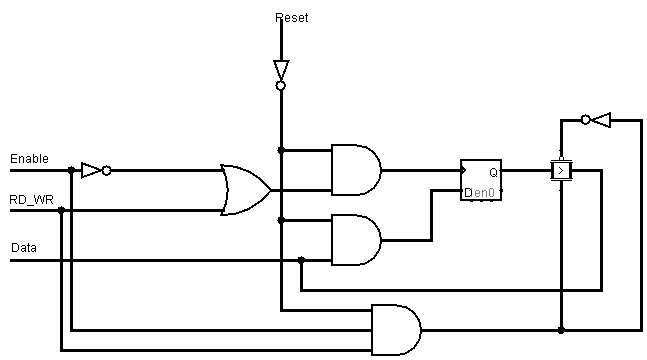 Reset
Enable
RD_WR
Data
Q
D en 0